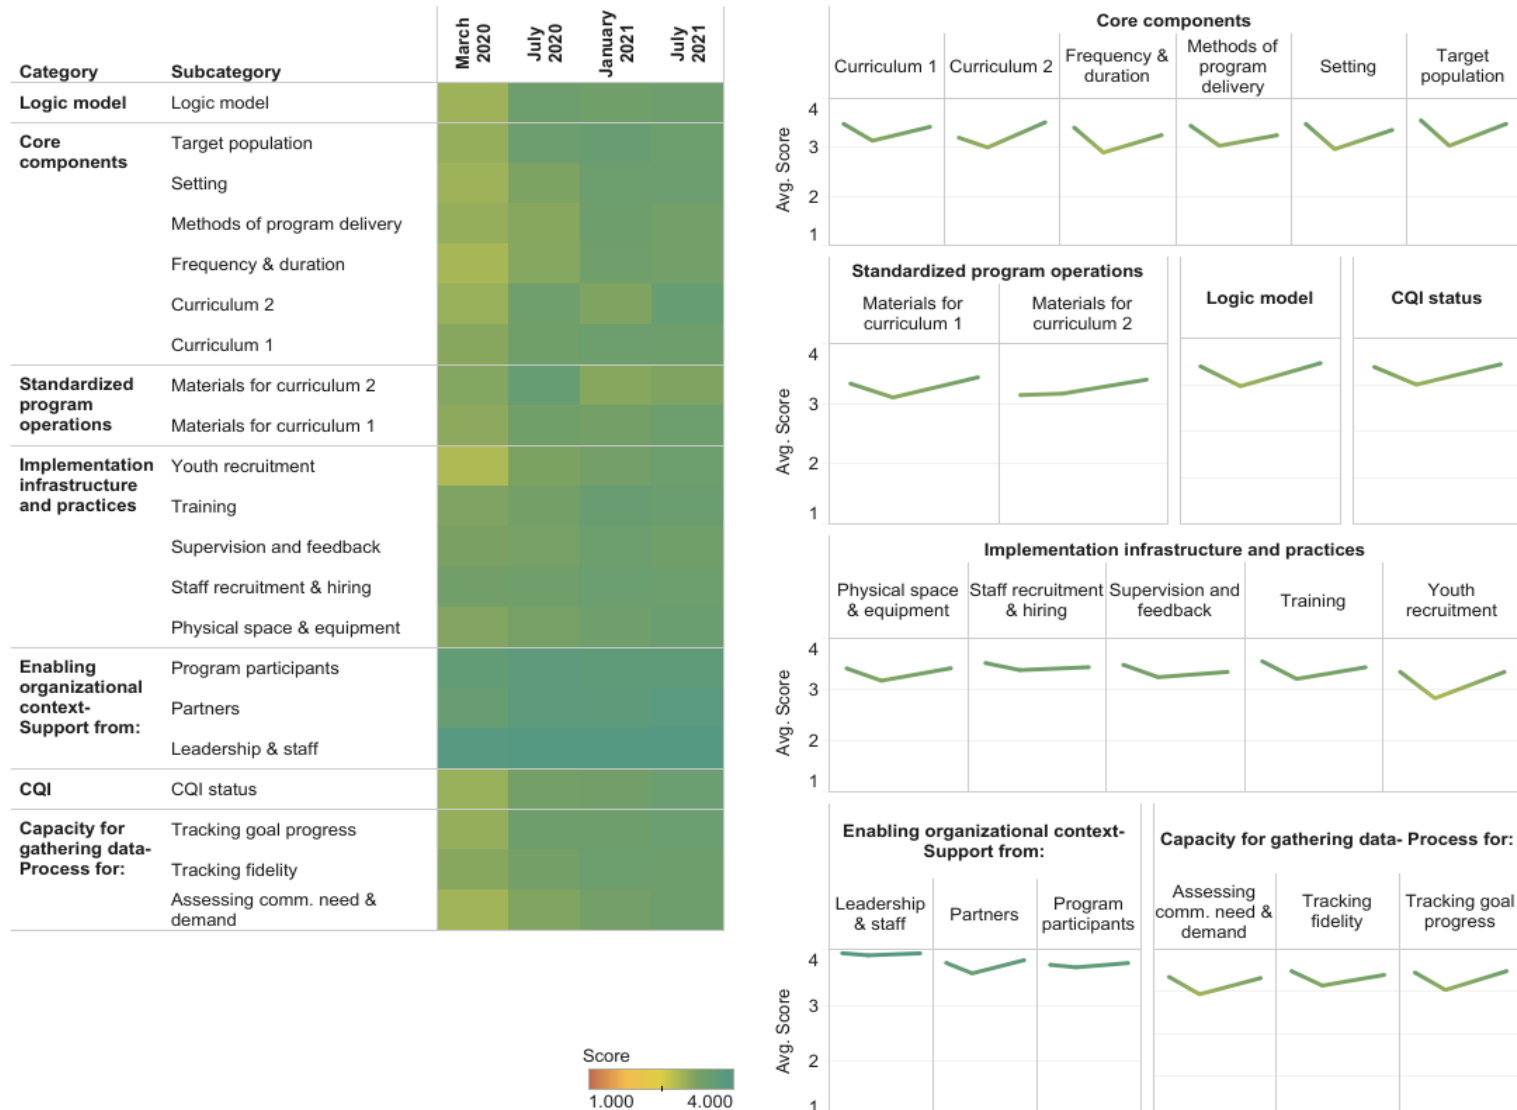 Category
Subcategory
March
2020
July
2020
January
2021
July
2021
Logic model
Logic model
Core
components
Target population
Setting
Methods of program delivery
Frequency & duration
Curriculum 2
Curriculum 1
Standardized
program
operations
Materials for curriculum 2
Materials for curriculum 1
Implementation
infrastructure
and practices
Youth recruitment
Training
Supervision and feedback
Staff recruitment & hiring
Physical space & equipment
Enabling
organizational
context-
Support from:
Program participants
Partners
Leadership & staff
CQI
CQI status
Capacity for
gathering data-
Process for:
Tracking goal progress
Tracking fidelity
Assessing comm. need &
demand
Score
1.000
4.000
Core components
Curriculum 1
Curriculum 2
Frequency &
duration
Methods of
program
delivery
Setting
Target
population
Avg. Score
4
3
2
1
Standardized program operations
Materials for
curriculum 1
Materials for
curriculum 2
Logic model
CQI status
Avg. Score
4
3
2
1
Implementation infrastructure and practices
Physical space
& equipment
Staff recruitment
& hiring
Supervision and
feedback
Training
Youth
recruitment
Avg. Score
4
3
2
1
Enabling organizational context-
Support from:
Leadership
& staff
Partners
Program
participants
Capacity for gathering data- Process for:
Assessing
comm. need &
demand
Tracking
fidelity
Tracking goal
progress
Avg. Score
4
3
2
1